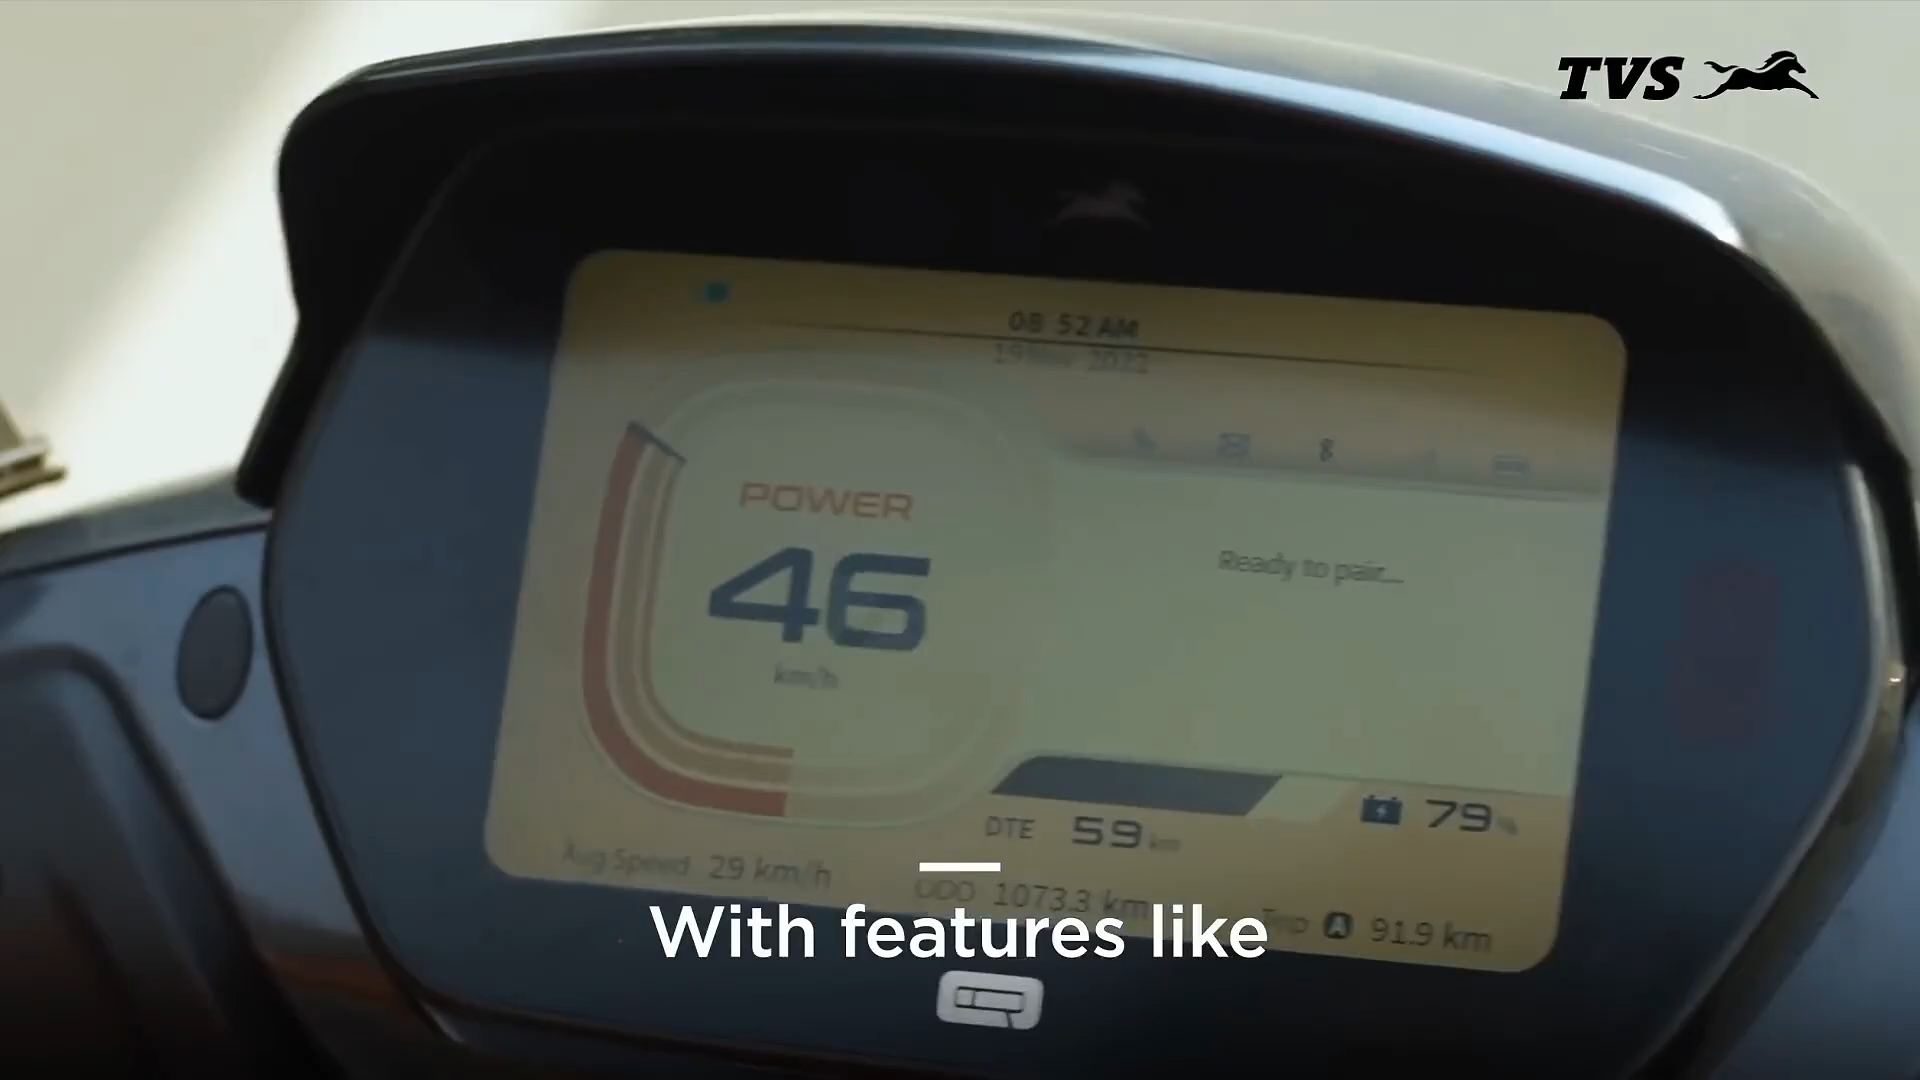 TVS
08 52 AM
2022
POWER
46
km/h
Ready to pair...
79%
DTE 59 km
Avg Speed 29 km/h
ODO 1073.3 km
Trip A 91.9 km
With features like